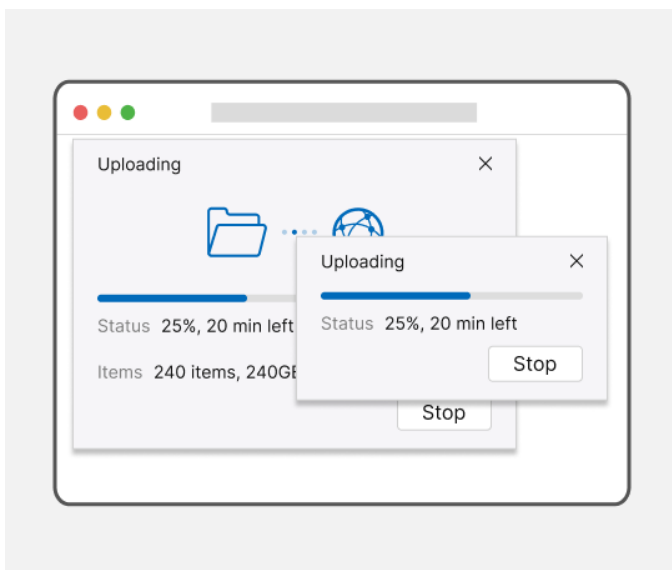 Uploading
Status 25%, 20 min left
Items 240 items, 240GB
Stop
Uploading
Status 25%, 20 min left
Stop